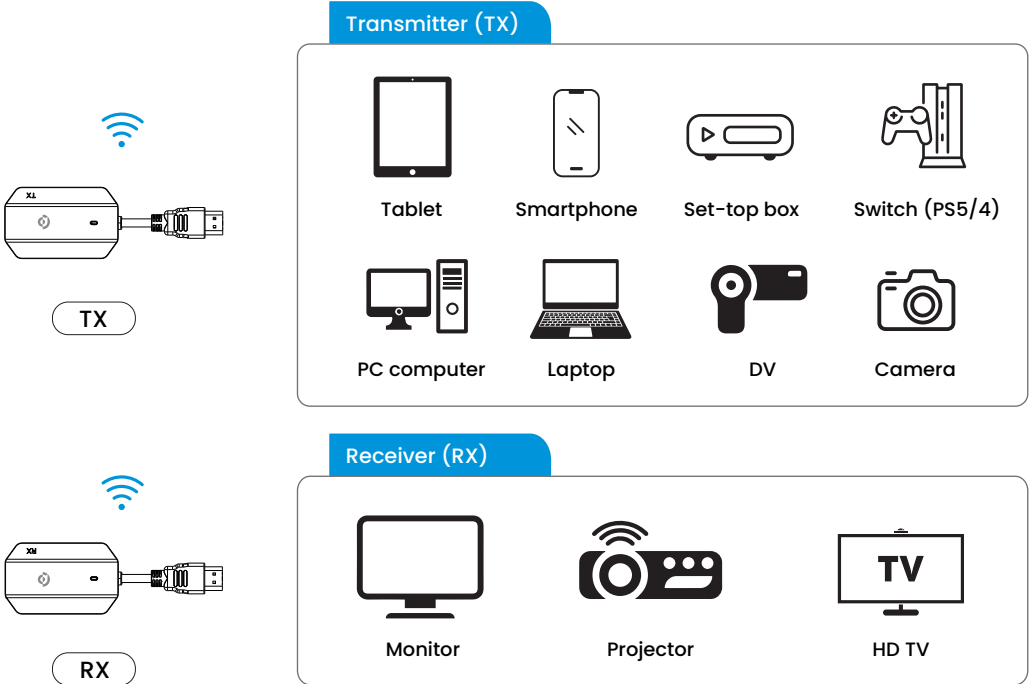 Transmitter (TX)
TX
Tablet
Smartphone
Set-top box
Switch (PS5/4)
TX
PC computer
Laptop
DV
Camera
Receiver (RX)
RX
TV
Monitor
Projector
HD TV
RX